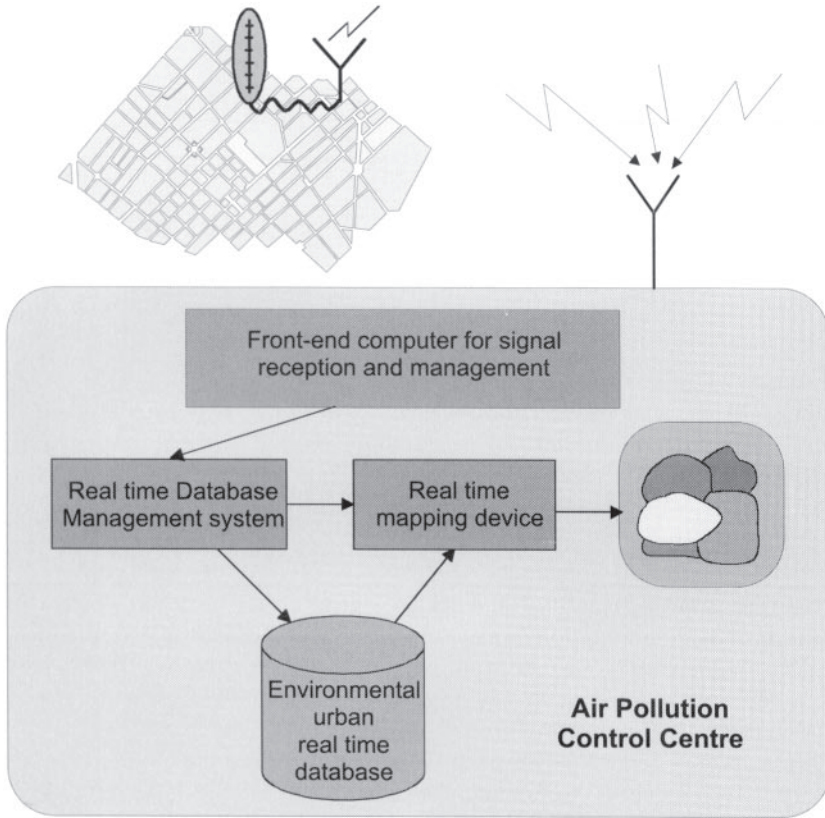 Front-end computer for signal
reception and management
Real time Database
Management system
Real time
mapping device
Environmental
urban
real time
database
Air Pollution
Control Centre